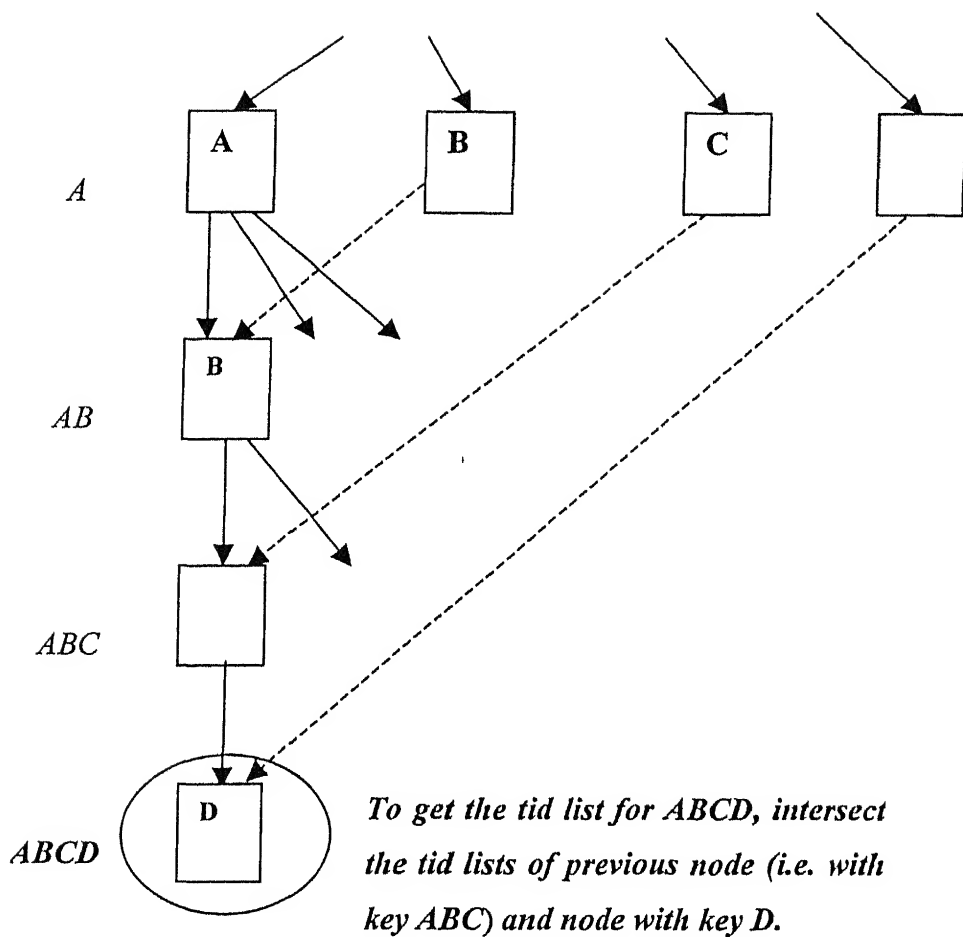 A
B
C
A
B
AB
ABC
D
ABCD
To get the tid list for ABCD, intersect
the tid lists of previous node (i.e. with
key ABC) and node with key D.